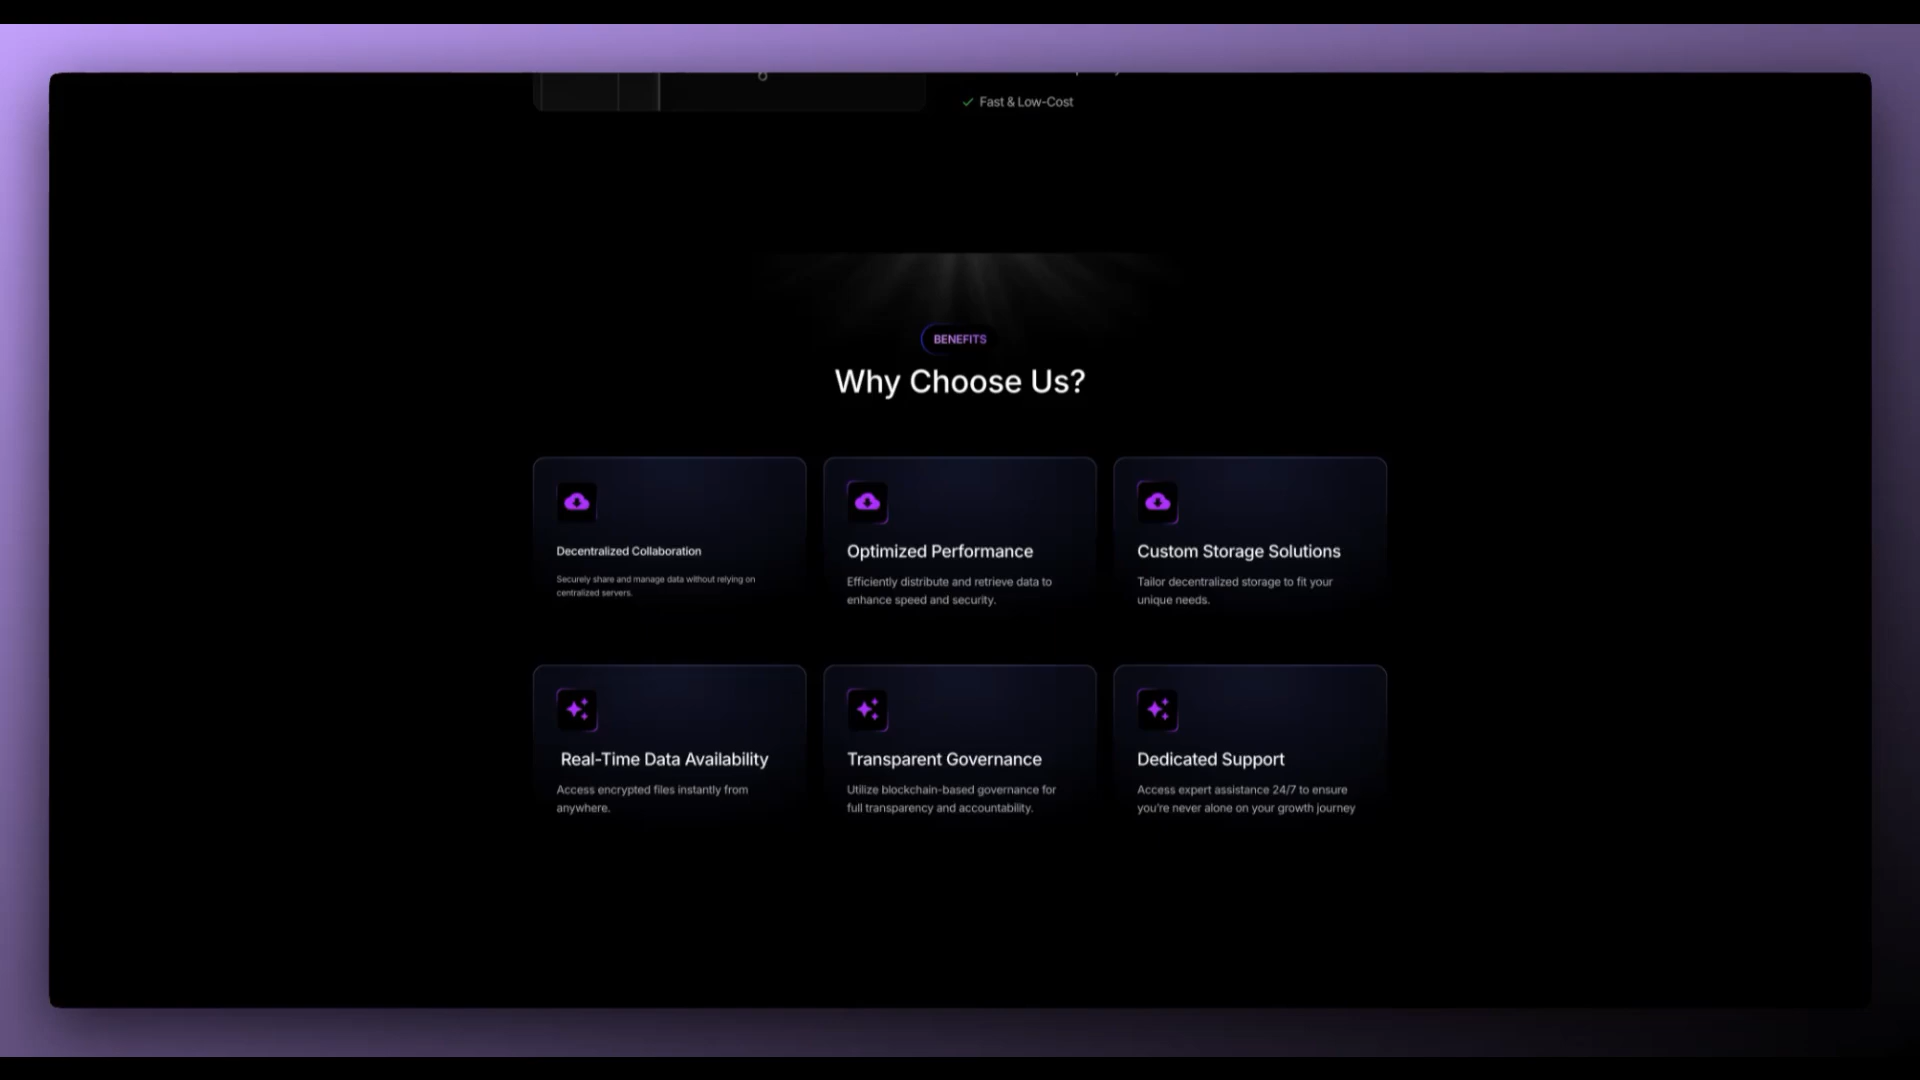 Fast & Low-Cost
BENEFITS
Why Choose Us?
Decentralized Collaboration
Securely share and manage data without relying on
centralized servers.
Optimized Performance
Efficiently distribute and retrieve data to
enhance speed and security.
Custom Storage Solutions
Tailor decentralized storage to fit your
unique needs.
Real-Time Data Availability
Access encrypted files instantly from
anywhere.
Transparent Governance
Utilize blockchain-based governance for
full transparency and accountability.
Dedicated Support
Access expert assistance 24/7 to ensure
you're never alone on your growth journey